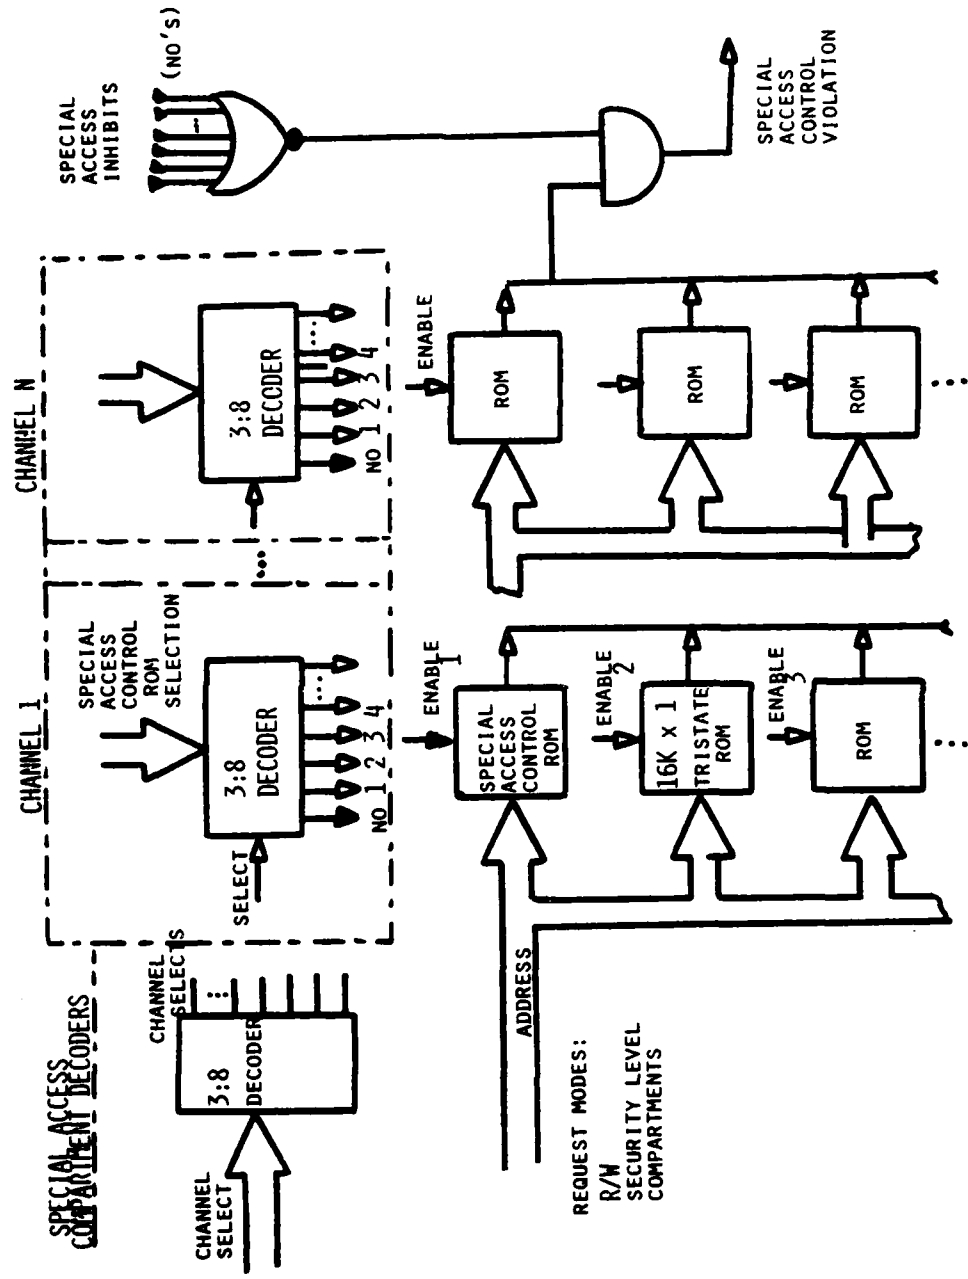 SPECIAL ACCESS
COMPARTMENT DECODERS
CHANNEL
SELECT
3:8
DECODER
CHANNEL
SELECTS
CHANNEL 1
SPECIAL
ACCESS
CONTROL
ROM
SELECTION
SELECT
3:8
DECODER
NO 1 2 3 4 ...
...
CHANNEL N
3:8
DECODER
NO 1 2 3 4 ...
SPECIAL
ACCESS
INHIBITS
(NO's)
ADDRESS
REQUEST MODES:
R/W
SECURITY LEVEL
COMPARTMENTS
ENABLE
1
SPECIAL
ACCESS
CONTROL
ROM
ENABLE
2
16K x 1
TRISTATE
ROM
ENABLE
3
ROM
...
ENABLE
ROM
ROM
ROM
...
SPECIAL
ACCESS
CONTROL
VIOLATION